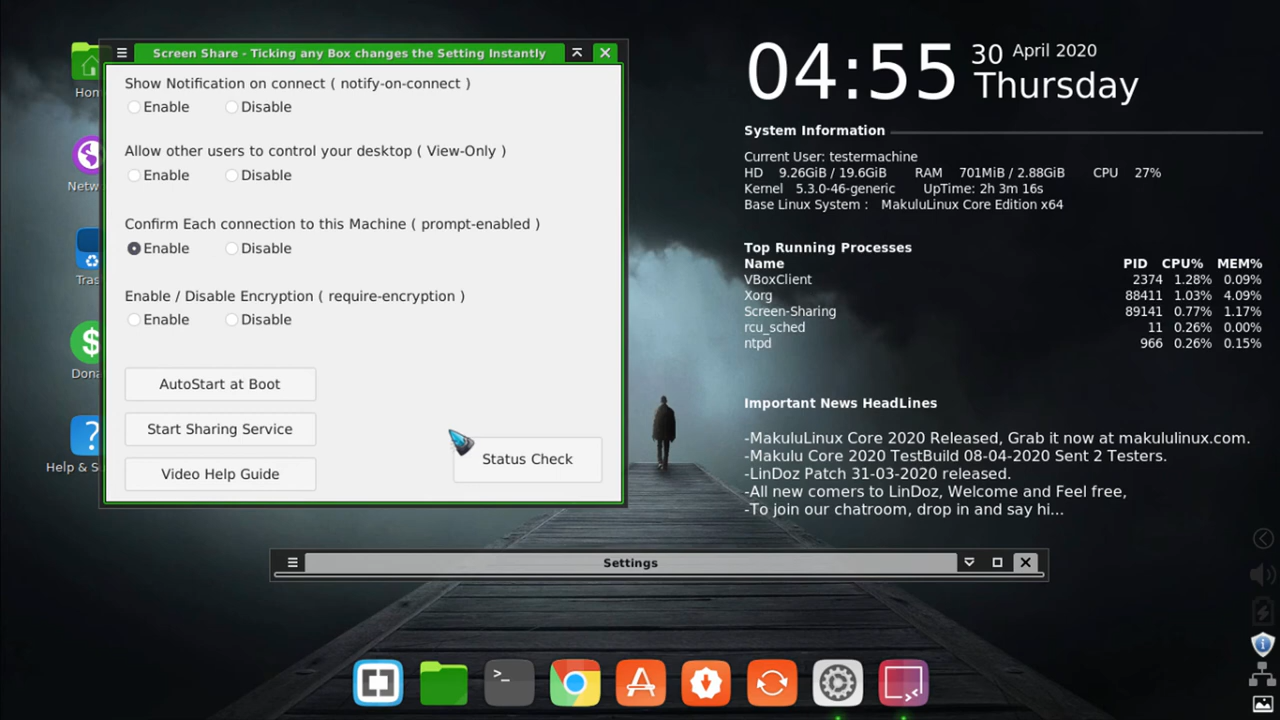 Screen Share - Ticking any Box changes the Setting Instantly
Show Notification on connect ( notify-on-connect )
Enable Disable
Allow other users to control your desktop ( View-Only )
Enable Disable
Confirm Each connection to this Machine ( prompt-enabled )
Enable Disable
Enable / Disable Encryption ( require-encryption )
Enable Disable
AutoStart at Boot
Start Sharing Service
Video Help Guide
Status Check
Hom
Netw
Tras
Dona
Help & S
04:55 30 April 2020
Thursday
System Information
Current User: testermachine
HD 9.26GiB / 19.6GiB RAM 701MiB / 2.88GiB CPU 27%
Kernel 5.3.0-46-generic UpTime: 2h 3m 16s
Base Linux System : MakuluLinux Core Edition x64
Top Running Processes
Name PID CPU% MEM%
VBoxClient 2374 1.28% 0.09%
Xorg 88411 1.03% 4.09%
Screen-Sharing 89141 0.77% 1.17%
rcu_sched 11 0.26% 0.00%
ntpd 966 0.26% 0.15%
Important News HeadLines
-MakuluLinux Core 2020 Released, Grab it now at makululinux.com.
-Makulu Core 2020 TestBuild 08-04-2020 Sent 2 Testers.
-LinDoz Patch 31-03-2020 released.
-All new comers to LinDoz, Welcome and Feel free,
-To join our chatroom, drop in and say hi...
Settings